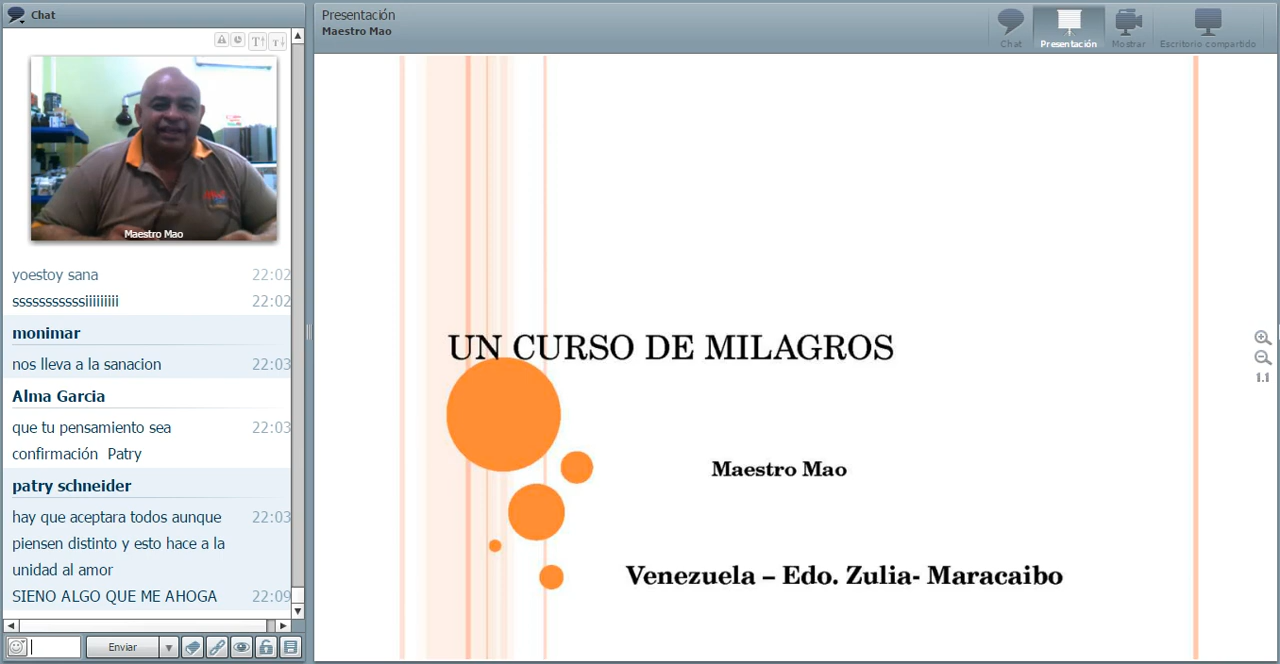 Chat
T↑ T↓
Maestro Mao
yoestoy sana 22:02
sssssssssssiiiiiiiii 22:02
monimar
nos lleva a la sanacion 22:03
Alma Garcia
que tu pensamiento sea 22:03
confirmación Patry
patry schneider
hay que aceptara todos aunque 22:03
piensen distinto y esto hace a la
unidad al amor
SIENO ALGO QUE ME AHOGA 22:09
Enviar
Presentación
Maestro Mao
Chat Presentación Mostrar Escritorio compartido
UN CURSO DE MILAGROS
Maestro Mao
Venezuela – Edo. Zulia- Maracaibo
1.1